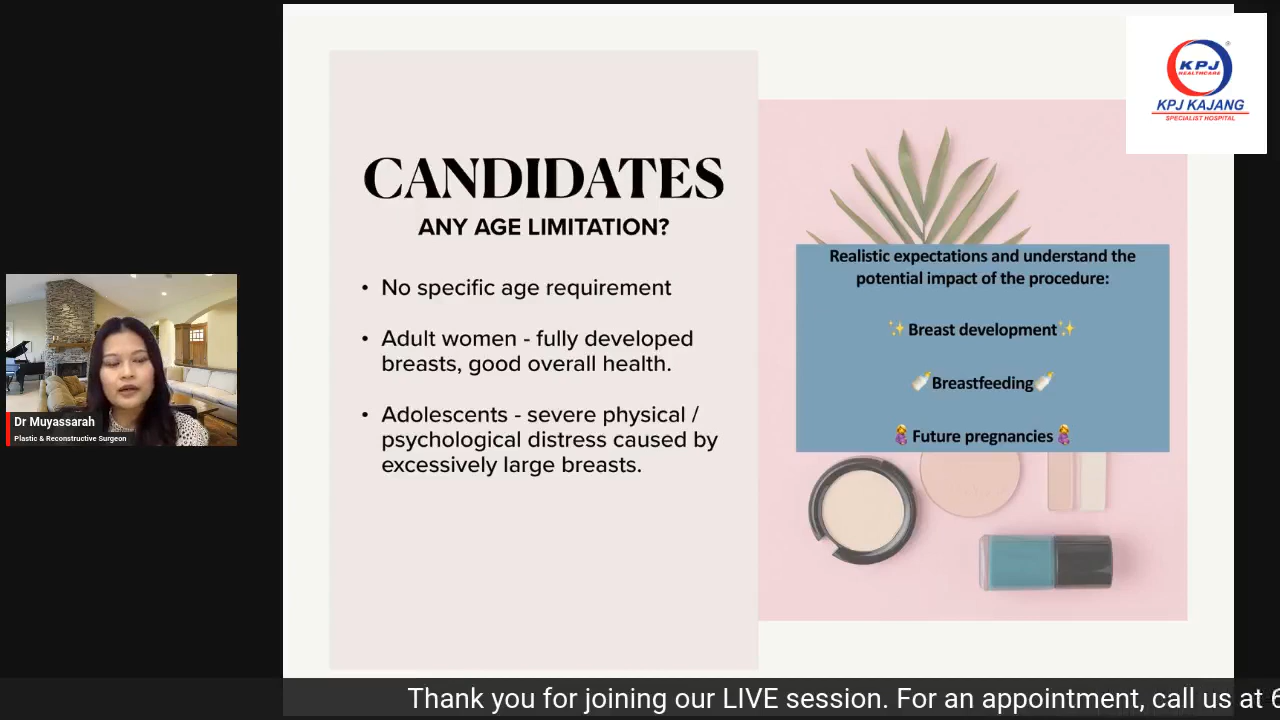 KPJ
HEALTHCARE
KPJ KAJANG
SPECIALIST HOSPITAL
CANDIDATES
ANY AGE LIMITATION?
• No specific age requirement
• Adult women - fully developed
breasts, good overall health.
• Adolescents - severe physical /
psychological distress caused by
excessively large breasts.
Realistic expectations and understand the
potential impact of the procedure:
✨Breast development✨
🍼Breastfeeding🍼
🤰Future pregnancies🤰
Dr Muyassarah
Plastic & Reconstructive Surgeon
Thank you for joining our LIVE session. For an appointment, call us at 6